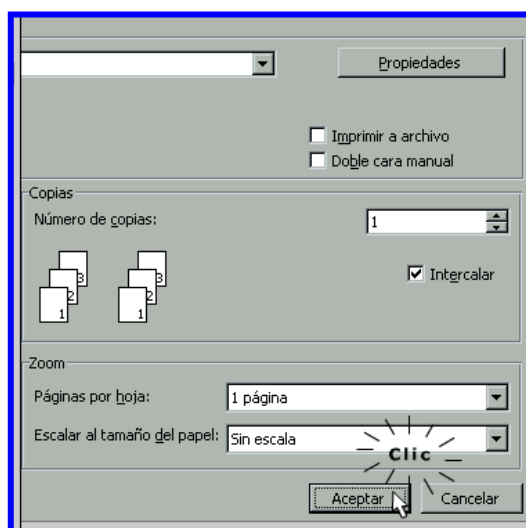 Propiedades
Imprimir a archivo
Doble cara manual
Copias
Número de copias: 1
3 3
2 2
1 1
Intercalar
Zoom
Páginas por hoja: 1 página
Escalar al tamaño del papel: Sin escala
Clic
Aceptar Cancelar